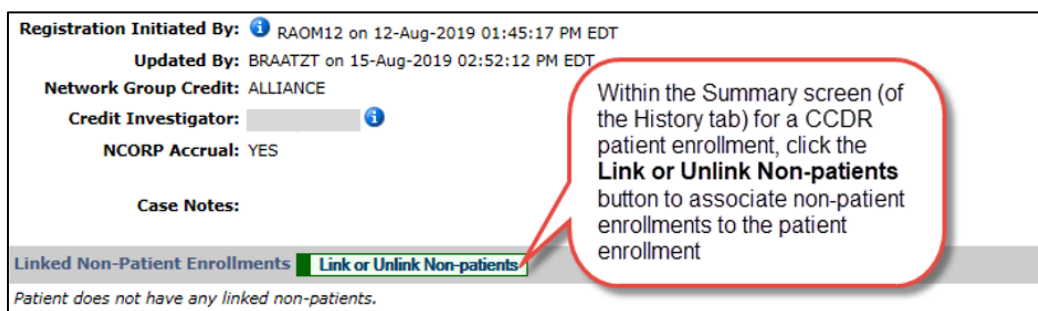 Registration Initiated By: RAOM12 on 12-Aug-2019 01:45:17 PM EDT
Updated By: BRAATZT on 15-Aug-2019 02:52:12 PM EDT
Network Group Credit: ALLIANCE
Credit Investigator:
NCORP Accrual: YES
Case Notes:
Within the Summary screen (of
the History tab) for a CCDR
patient enrollment, click the
Link or Unlink Non-patients
button to associate non-patient
enrollments to the patient
enrollment
Linked Non-Patient Enrollments Link or Unlink Non-patients
Patient does not have any linked non-patients.